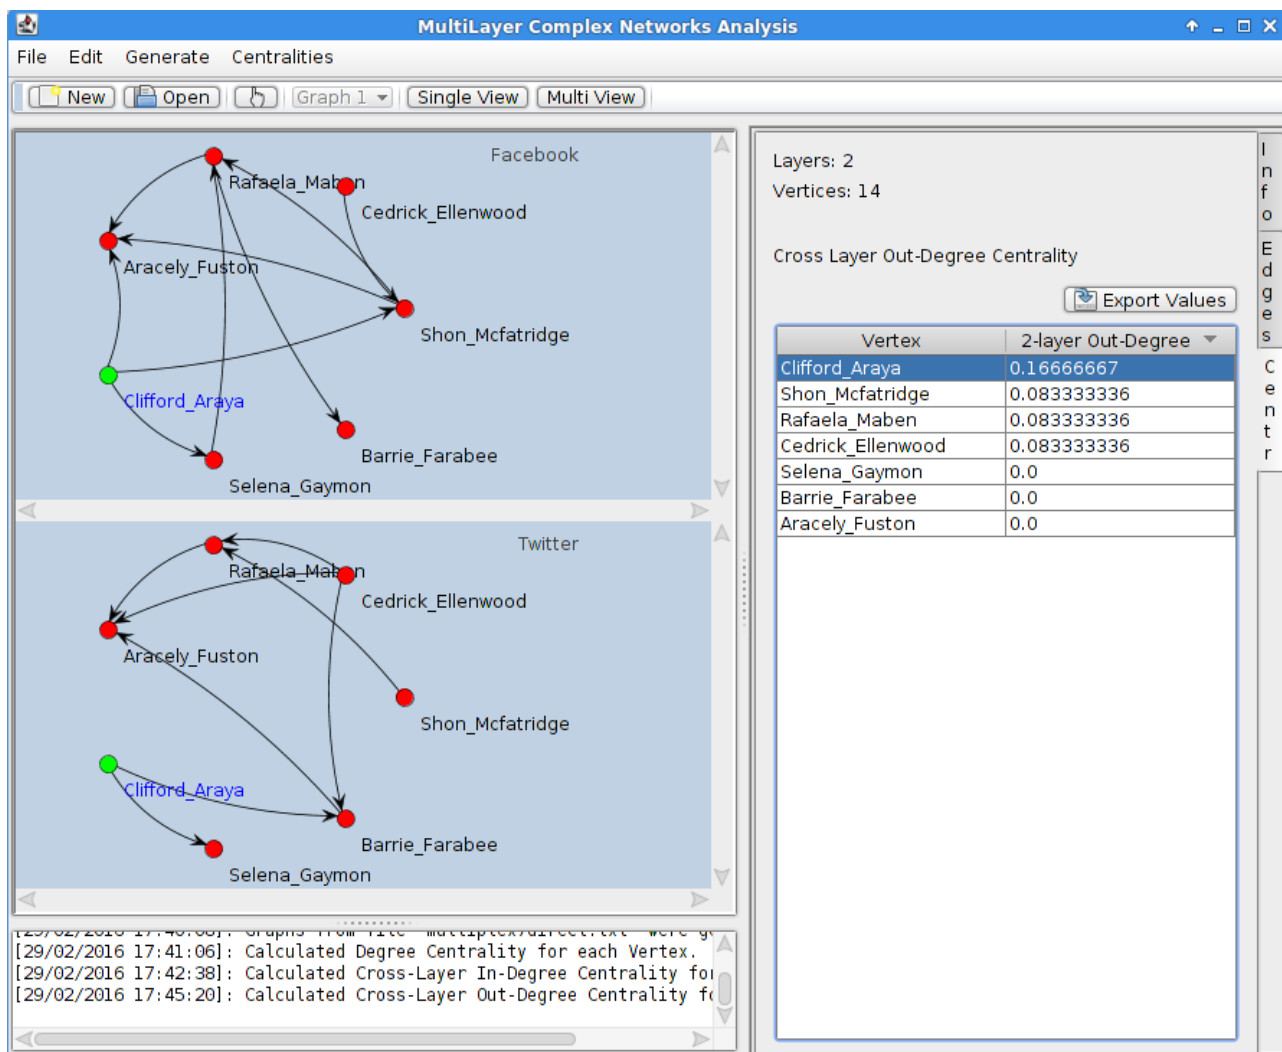 MultiLayer Complex Networks Analysis
File Edit Generate Centralities
New Open Graph 1 Single View Multi View
Facebook
Rafaela_Maben
Cedrick_Ellenwood
Aracely_Fuston
Shon_Mcfatridge
Clifford_Araya
Barrie_Farabee
Selena_Gaymon
Twitter
Rafaela_Maben
Cedrick_Ellenwood
Aracely_Fuston
Shon_Mcfatridge
Clifford_Araya
Barrie_Farabee
Selena_Gaymon
[29/02/2016 17:41:06]: Calculated Degree Centrality for each Vertex.
[29/02/2016 17:42:38]: Calculated Cross-Layer In-Degree Centrality for
[29/02/2016 17:45:20]: Calculated Cross-Layer Out-Degree Centrality
Layers: 2
Vertices: 14
Cross Layer Out-Degree Centrality
Export Values
Vertex 2-layer Out-Degree
Clifford_Araya 0.16666667
Shon_Mcfatridge 0.083333336
Rafaela_Maben 0.083333336
Cedrick_Ellenwood 0.083333336
Selena_Gaymon 0.0
Barrie_Farabee 0.0
Aracely_Fuston 0.0
Info
Edges
Centr